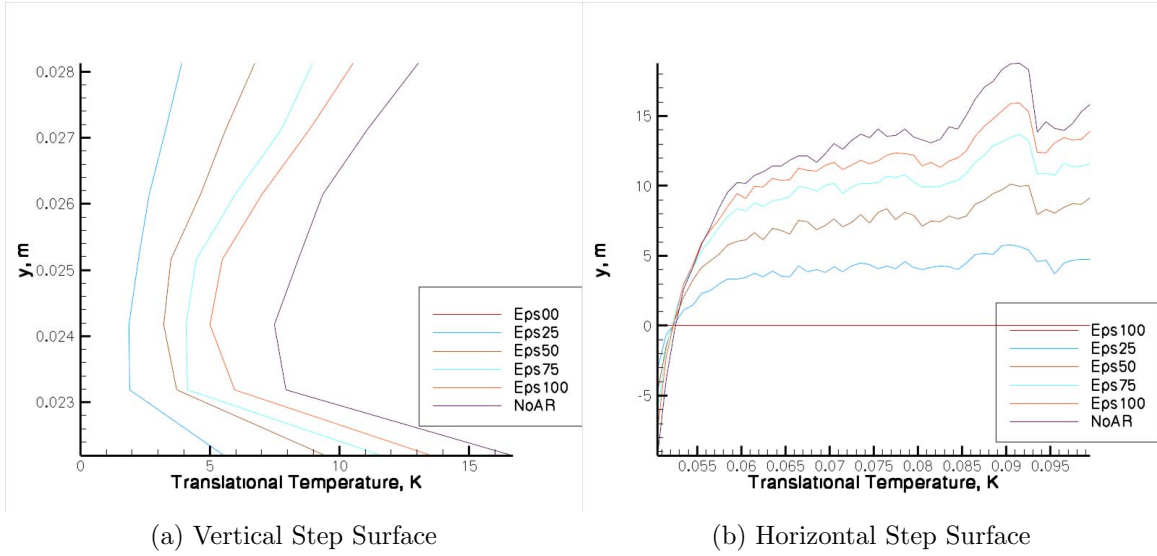 0.028
0.027
0.026
0.025
0.024
0.023
y, m
0
5
10
15
Translational Temperature, K
Eps00
Eps25
Eps50
Eps75
Eps100
NoAR
(a) Vertical Step Surface
15
10
5
0
-5
y, m
0.055
0.06
0.065
0.07
0.075
0.08
0.085
0.09
0.095
Translational Temperature, K
Eps100
Eps25
Eps50
Eps75
Eps100
NoAR
(b) Horizontal Step Surface